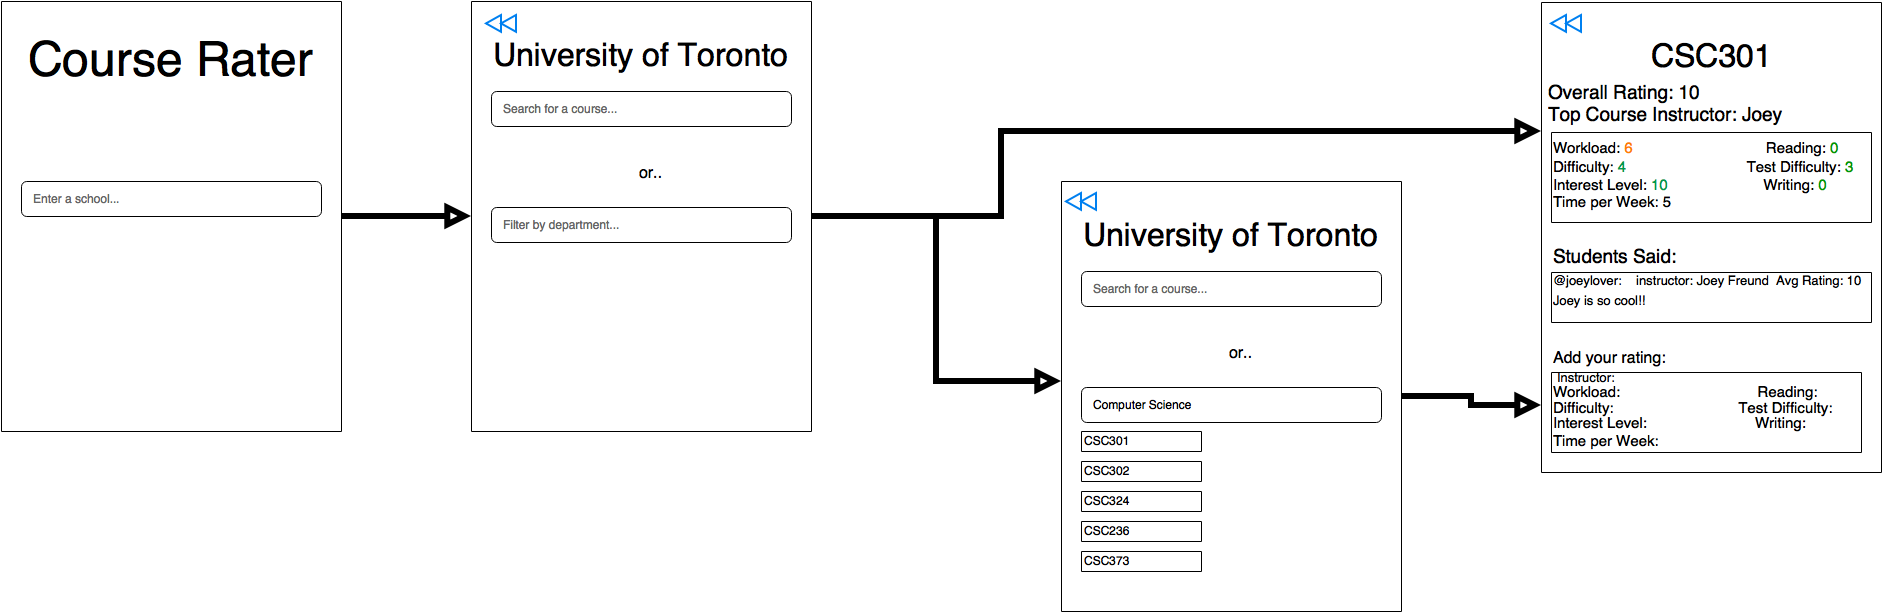 Course Rater
Enter a school...
University of Toronto
Search for a course...
or..
Filter by department...
University of Toronto
Search for a course...
or..
Computer Science
CSC301
CSC302
CSC324
CSC236
CSC373
CSC301
Overall Rating: 10
Top Course Instructor: Joey
Workload: 6 Reading: 0
Difficulty: 4 Test Difficulty: 3
Interest Level: 10 Writing: 0
Time per Week: 5
Students Said:
@joeylover: instructor: Joey Freund Avg Rating: 10
Joey is so cool!!
Add your rating:
Instructor:
Workload: Reading:
Difficulty: Test Difficulty:
Interest Level: Writing:
Time per Week: